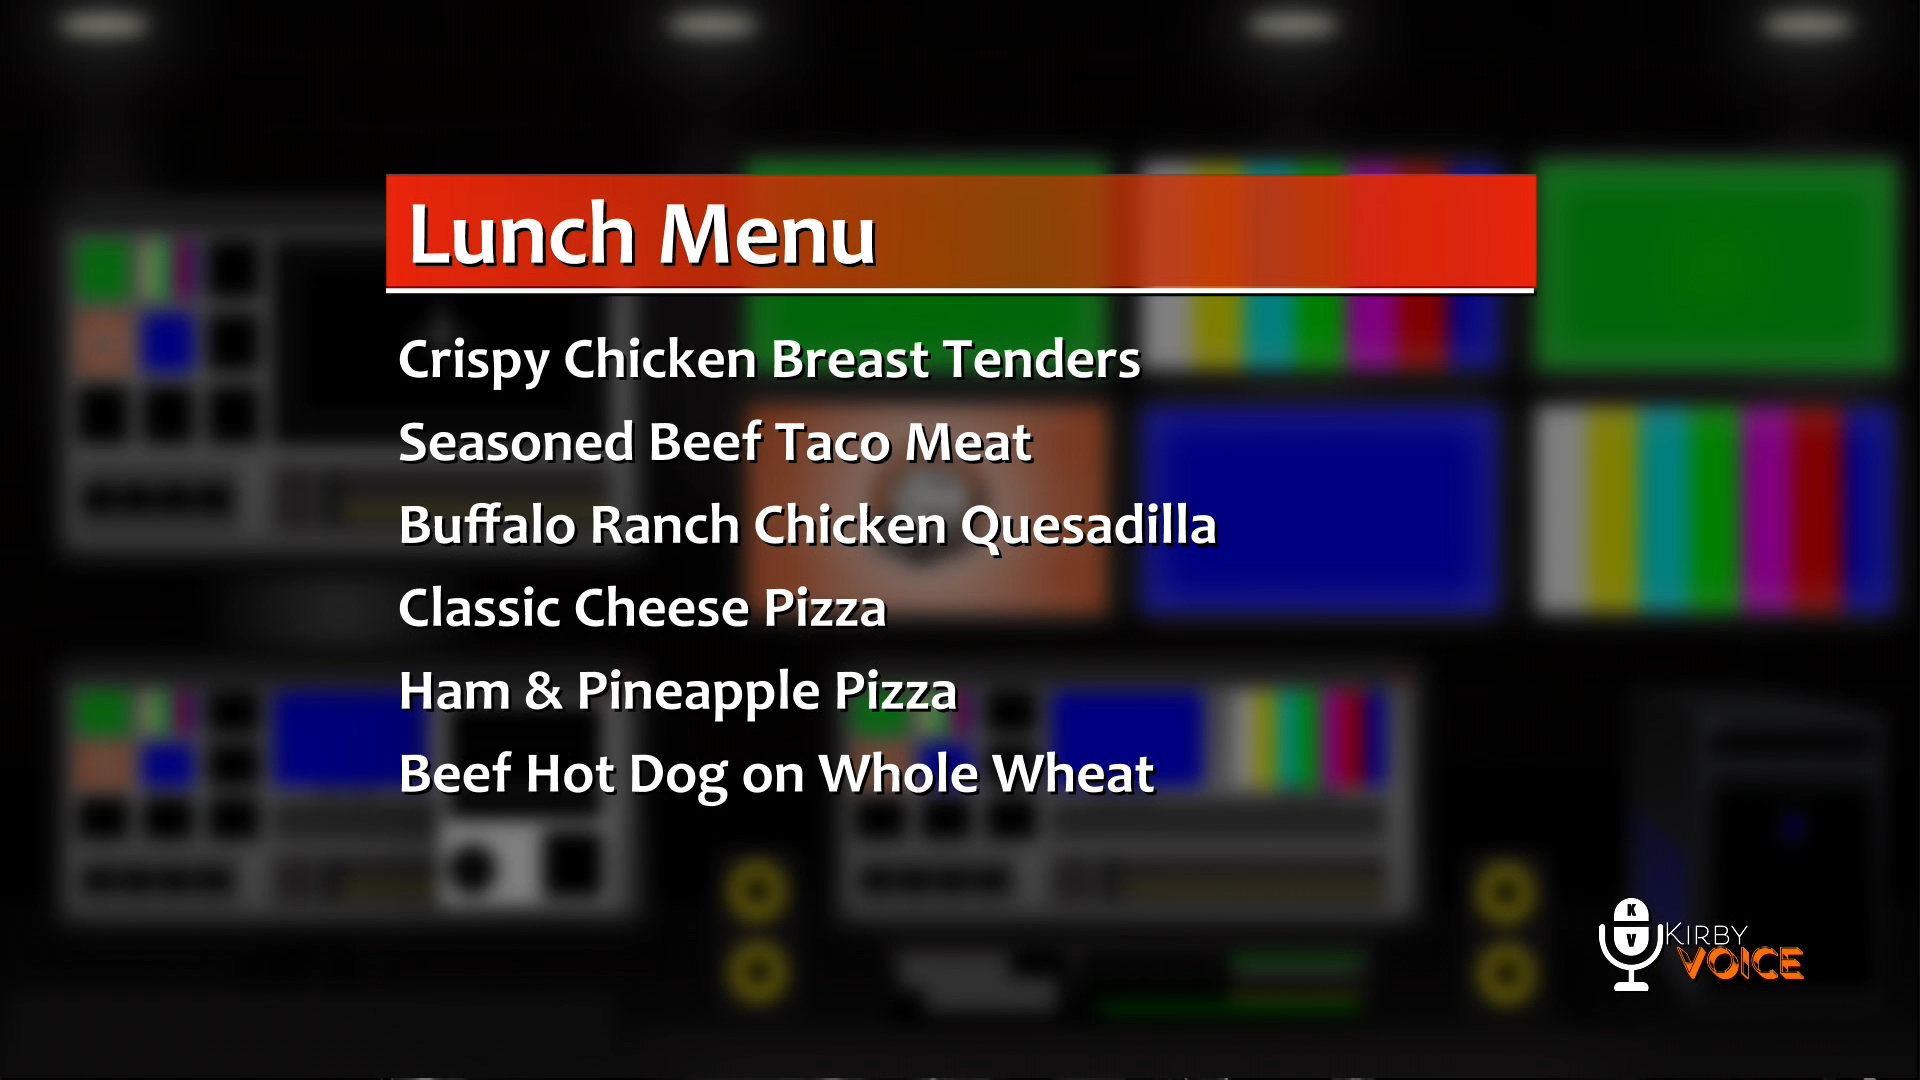 Lunch Menu
Crispy Chicken Breast Tenders
Seasoned Beef Taco Meat
Buffalo Ranch Chicken Quesadilla
Classic Cheese Pizza
Ham & Pineapple Pizza
Beef Hot Dog on Whole Wheat
K
V
KIRBY
VOICE